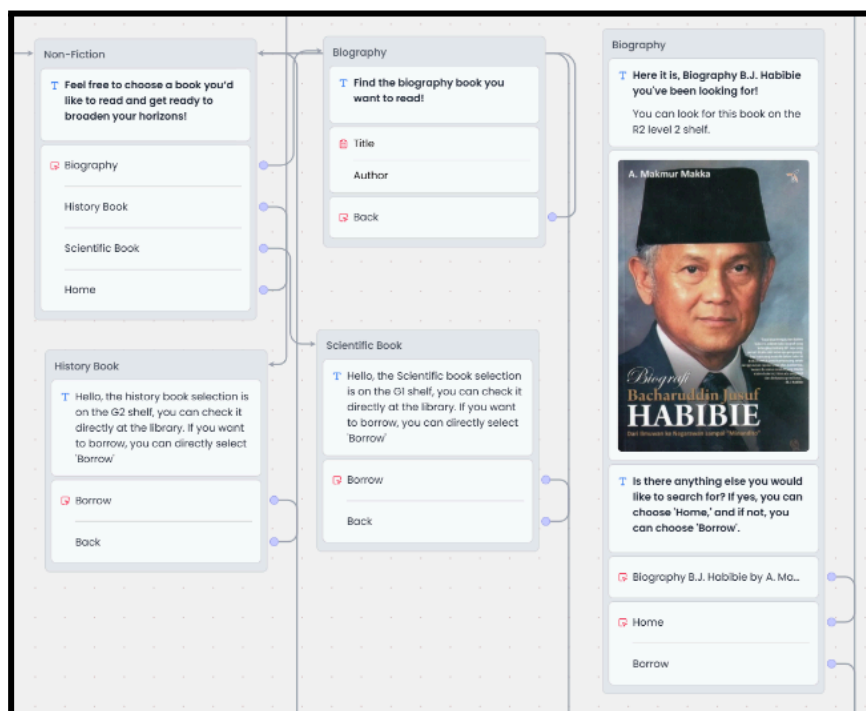 Non-Fiction
Feel free to choose a book you'd
like to read and get ready to
broaden your horizons!
Biography
History Book
Scientific Book
Home
History Book
Hello, the history book selection is
on the G2 shelf, you can check it
directly at the library. If you want
to borrow, you can directly select
'Borrow'
Borrow
Back
Biography
Find the biography book you
want to read!
Title
Author
Back
Scientific Book
Hello, the Scientific book selection
is on the G1 shelf, you can check it
directly at the library. If you want
to borrow, you can directly select
'Borrow'
Borrow
Back
Biography
Here it is, Biography B.J. Habibie
you've been looking for!
You can look for this book on the
R2 level 2 shelf.
A. Makmur Makka
Biografi
Bacharuddin Jusuf
HABIBIE
Is there anything else you would
like to search for? If yes, you can
choose 'Home,' and if not, you
can choose 'Borrow'.
Biography B.J. Habibie by A. Ma...
Home
Borrow